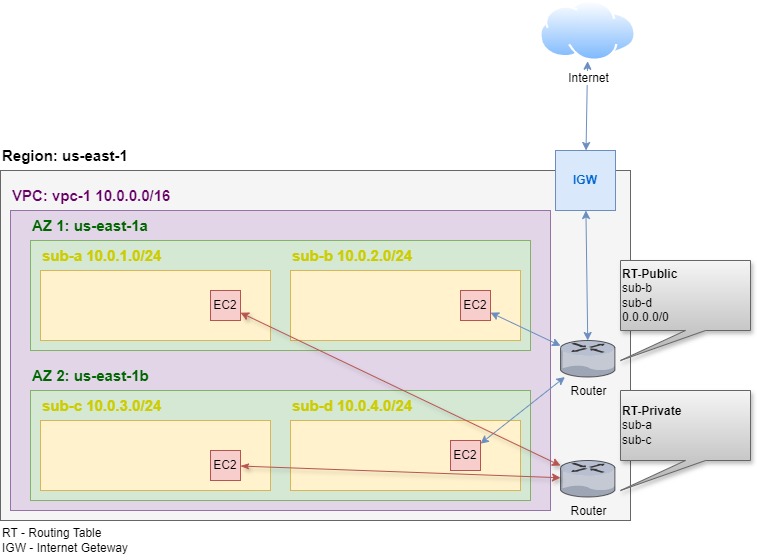 Internet
Region: us-east-1
IGW
VPC: vpc-1 10.0.0.0/16
AZ 1: us-east-1a
sub-a 10.0.1.0/24
sub-b 10.0.2.0/24
EC2
EC2
RT-Public
sub-b
sub-d
0.0.0.0/0
Router
AZ 2: us-east-1b
sub-c 10.0.3.0/24
sub-d 10.0.4.0/24
EC2
EC2
RT-Private
sub-a
sub-c
Router
RT - Routing Table
IGW - Internet Geteway